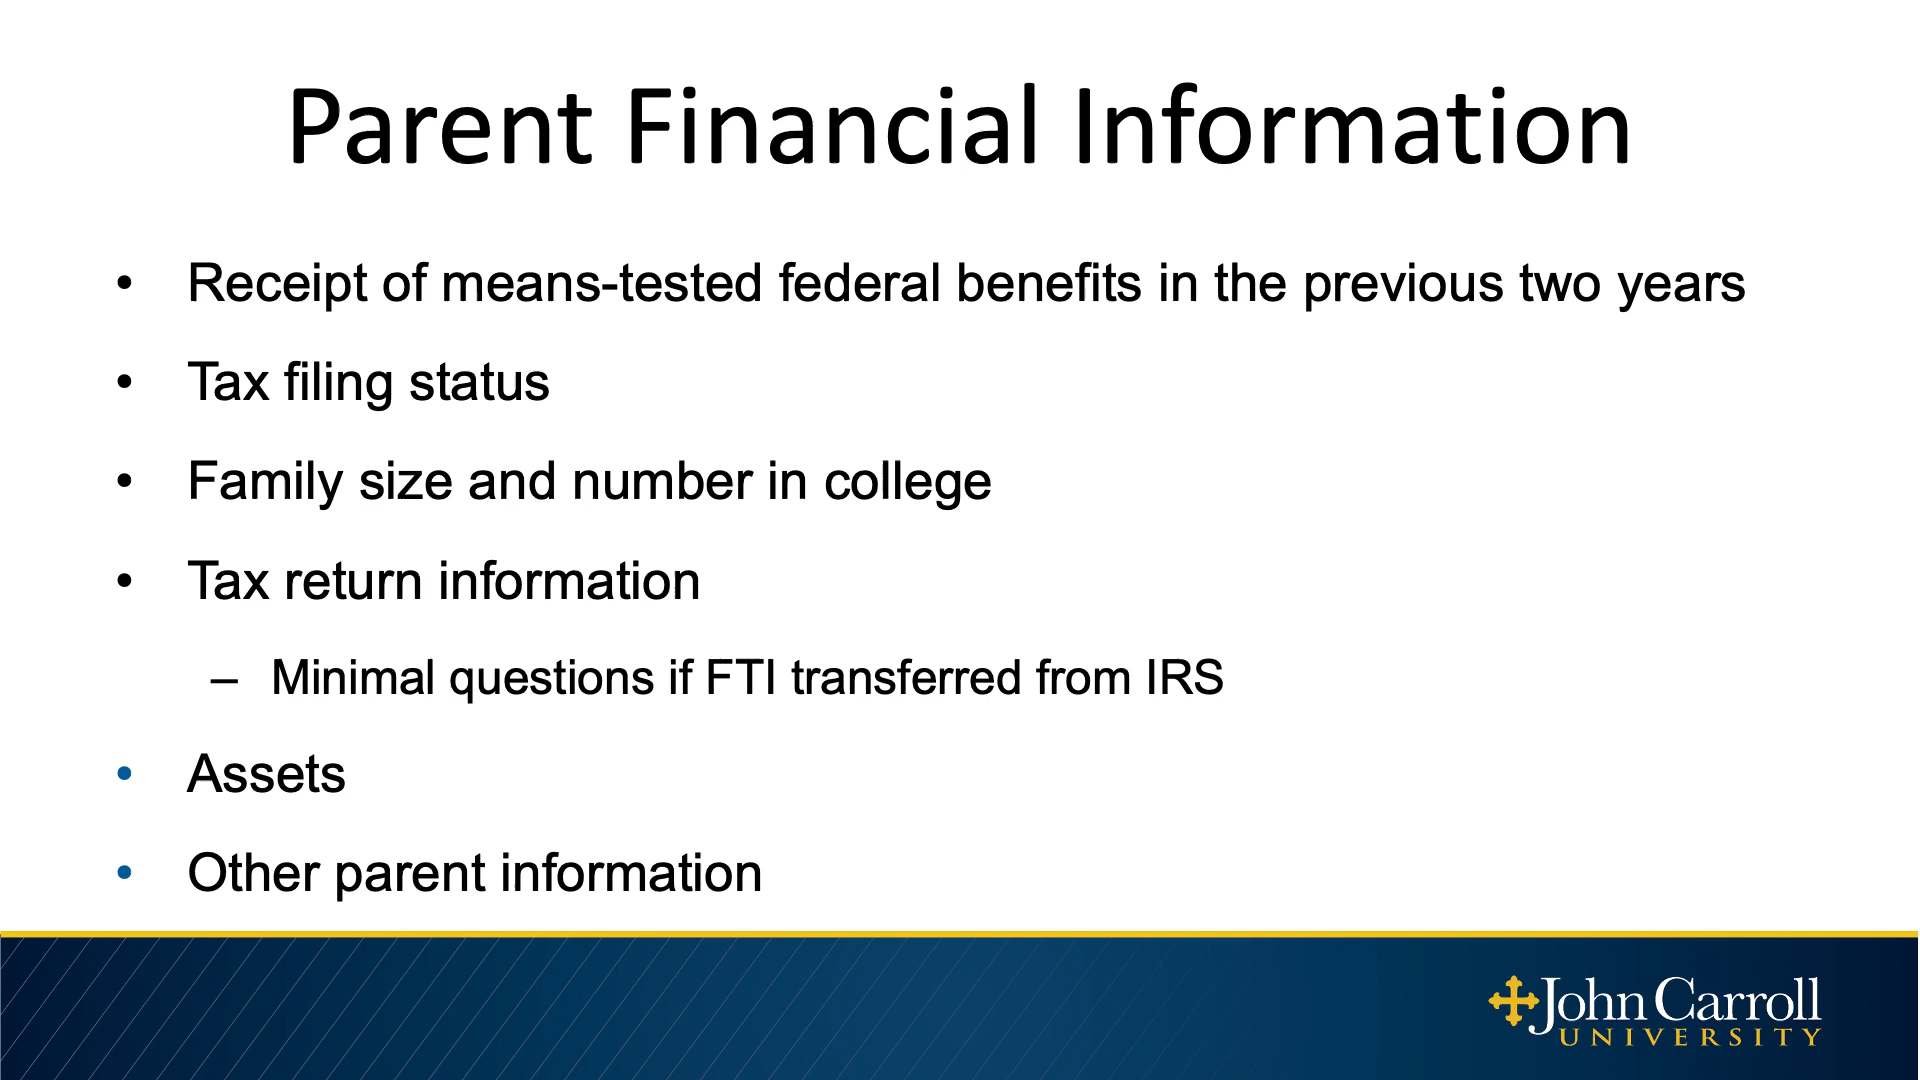 Parent Financial Information
• Receipt of means-tested federal benefits in the previous two years
• Tax filing status
• Family size and number in college
• Tax return information
– Minimal questions if FTI transferred from IRS
• Assets
• Other parent information
John Carroll
UNIVERSITY